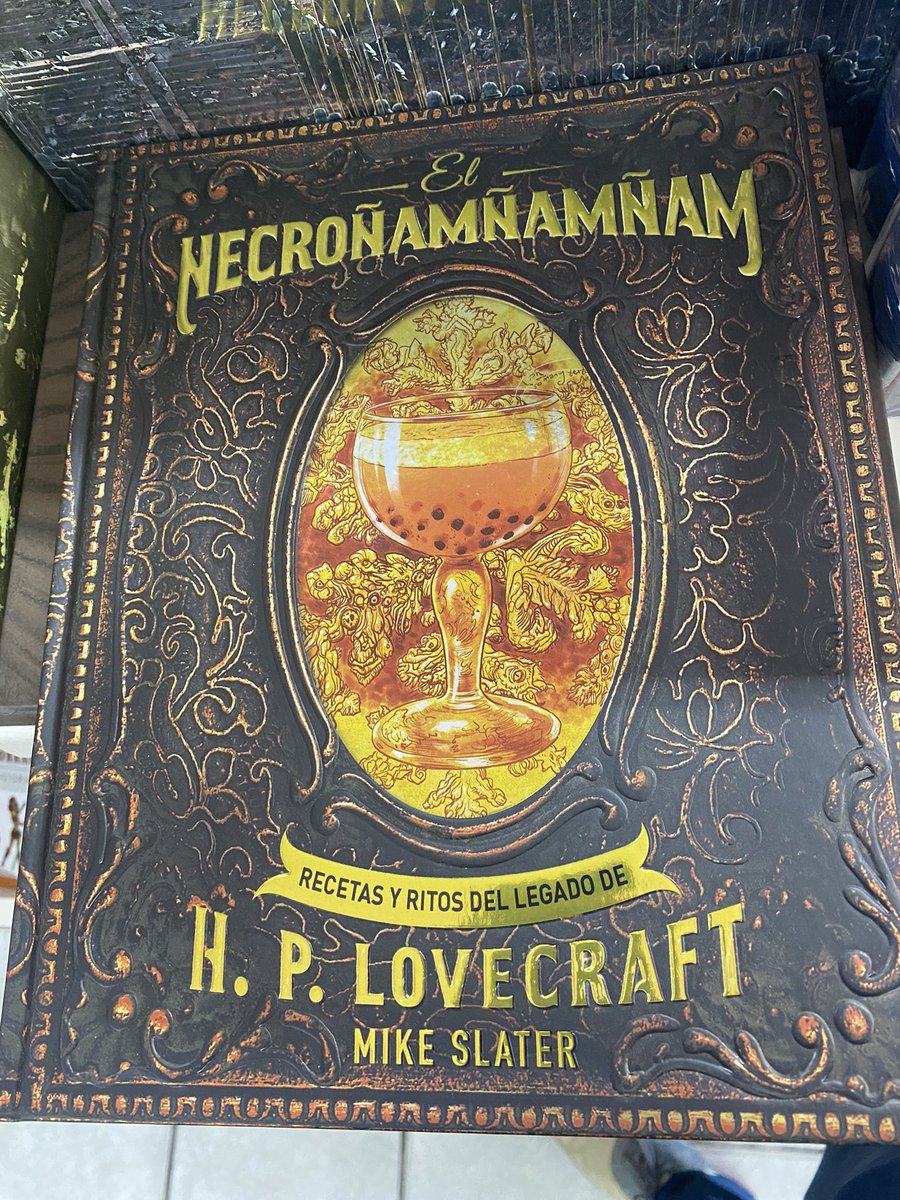 El
NECROÑAMÑAMÑAM
RECETAS Y RITOS DEL LEGADO DE
H. P. LOVECRAFT
MIKE SLATER